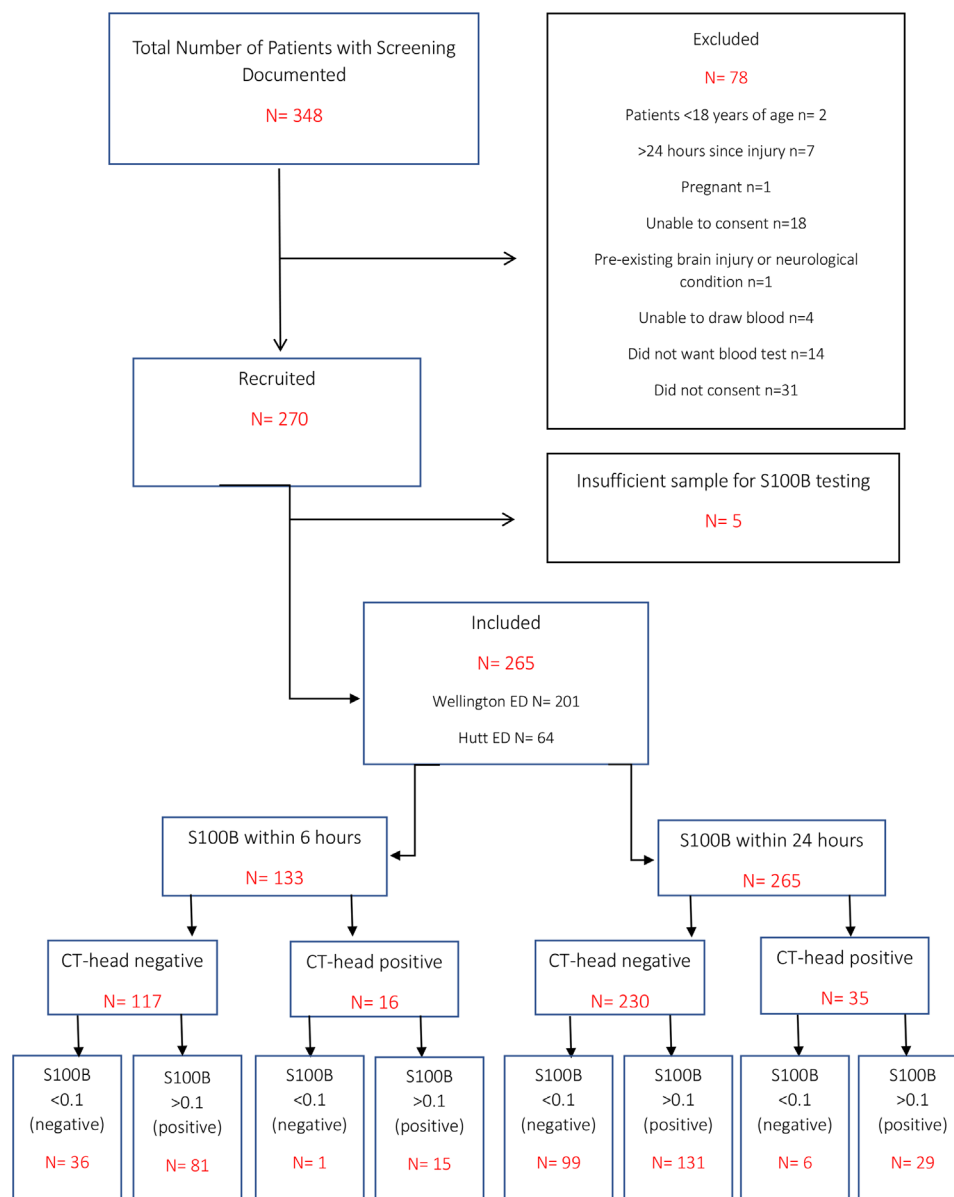 Total Number of Patients with Screening
Documented
N= 348
Excluded
N= 78
Patients <18 years of age n= 2
>24 hours since injury n=7
Pregnant n=1
Unable to consent n=18
Pre-existing brain injury or neurological
condition n=1
Unable to draw blood n=4
Did not want blood test n=14
Did not consent n=31
Recruited
N= 270
Insufficient sample for S100B testing
N= 5
Included
N= 265
Wellington ED N= 201
Hutt ED N= 64
S100B within 6 hours
N= 133
S100B within 24 hours
N= 265
CT-head negative
N= 117
CT-head positive
N= 16
CT-head negative
N= 230
CT-head positive
N= 35
S100B
<0.1
(negative)
N= 36
S100B
>0.1
(positive)
N= 81
S100B
<0.1
(negative)
N= 1
S100B
>0.1
(positive)
N= 15
S100B
<0.1
(negative)
N= 99
S100B
>0.1
(positive)
N= 131
S100B
<0.1
(negative)
N= 6
S100B
>0.1
(positive)
N= 29